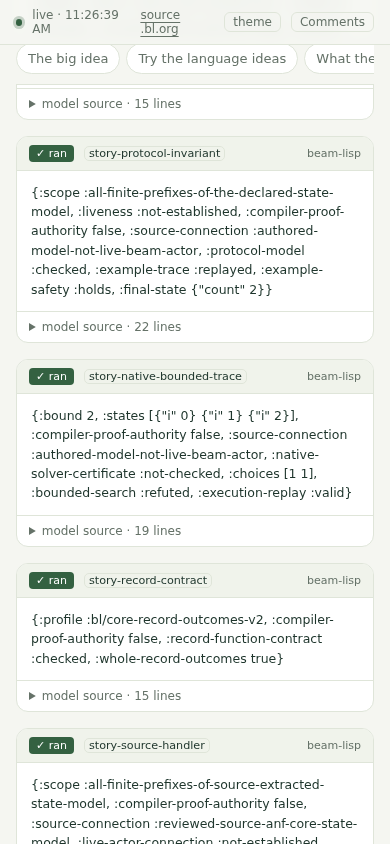 live · 11:26:39
AM
source
.bl.org
theme
Comments
The big idea
Try the language ideas
What the
▶ model source · 15 lines
✓ ran story-protocol-invariant beam-lisp
{:scope :all-finite-prefixes-of-the-declared-state-
model, :liveness :not-established, :compiler-proof-
authority false, :source-connection :authored-
model-not-live-beam-actor, :protocol-model
:checked, :example-trace :replayed, :example-
safety :holds, :final-state {"count" 2}}
▶ model source · 22 lines
✓ ran story-native-bounded-trace beam-lisp
{:bound 2, :states [{"i" 0} {"i" 1} {"i" 2}],
:compiler-proof-authority false, :source-connection
:authored-model-not-live-beam-actor, :native-
solver-certificate :not-checked, :choices [1 1],
:bounded-search :refuted, :execution-replay :valid}
▶ model source · 19 lines
✓ ran story-record-contract beam-lisp
{:profile :bl/core-record-outcomes-v2, :compiler-
proof-authority false, :record-function-contract
:checked, :whole-record-outcomes true}
▶ model source · 15 lines
✓ ran story-source-handler beam-lisp
{:scope :all-finite-prefixes-of-source-extracted-
state-model, :compiler-proof-authority false,
:source-connection :reviewed-source-anf-core-state-
model, :live-actor-connection :not-established,